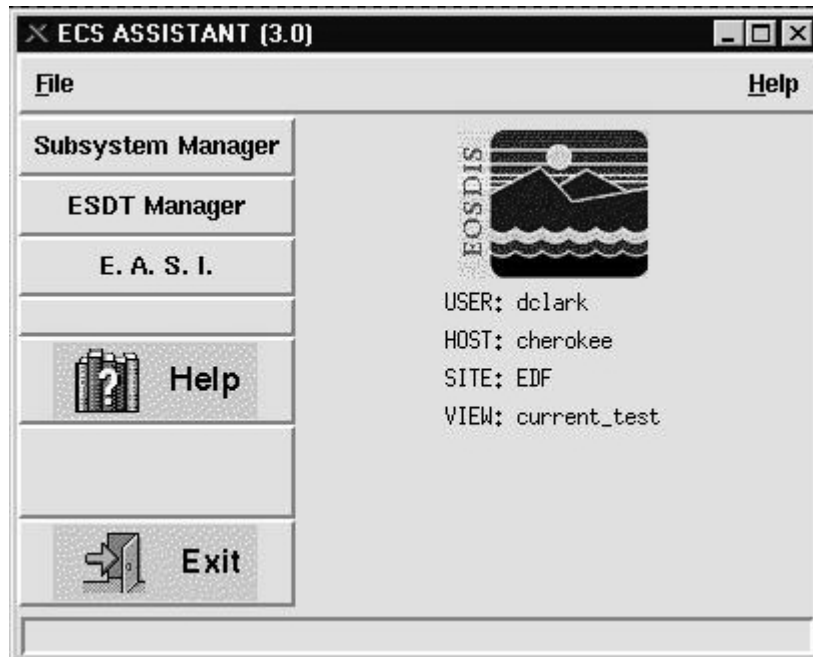 ECS ASSISTANT (3.0)
File Help
Subsystem Manager
ESDT Manager
E. A. S. I.
? Help
Exit
EOSDIS
USER: dclark
HOST: cherokee
SITE: EDF
VIEW: current_test